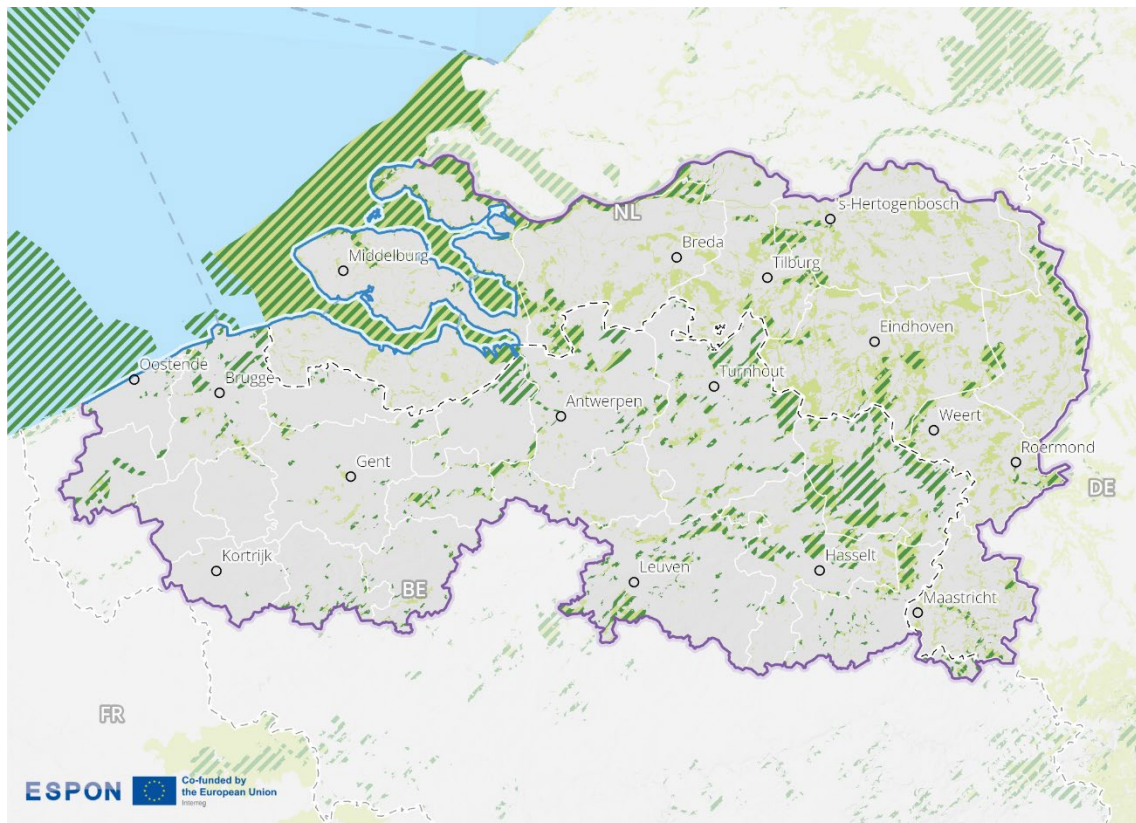 's-Hertogenbosch
NL
Breda
Middelburg
Tilburg
Eindhoven
Oostende
Brugge
Turnhout
Antwerpen
Weert
Roermond
Gent
DE
Kortrijk
Hasselt
Leuven
BE
Maastricht
FR
ESPON
Co-funded by
the European Union
Interreg